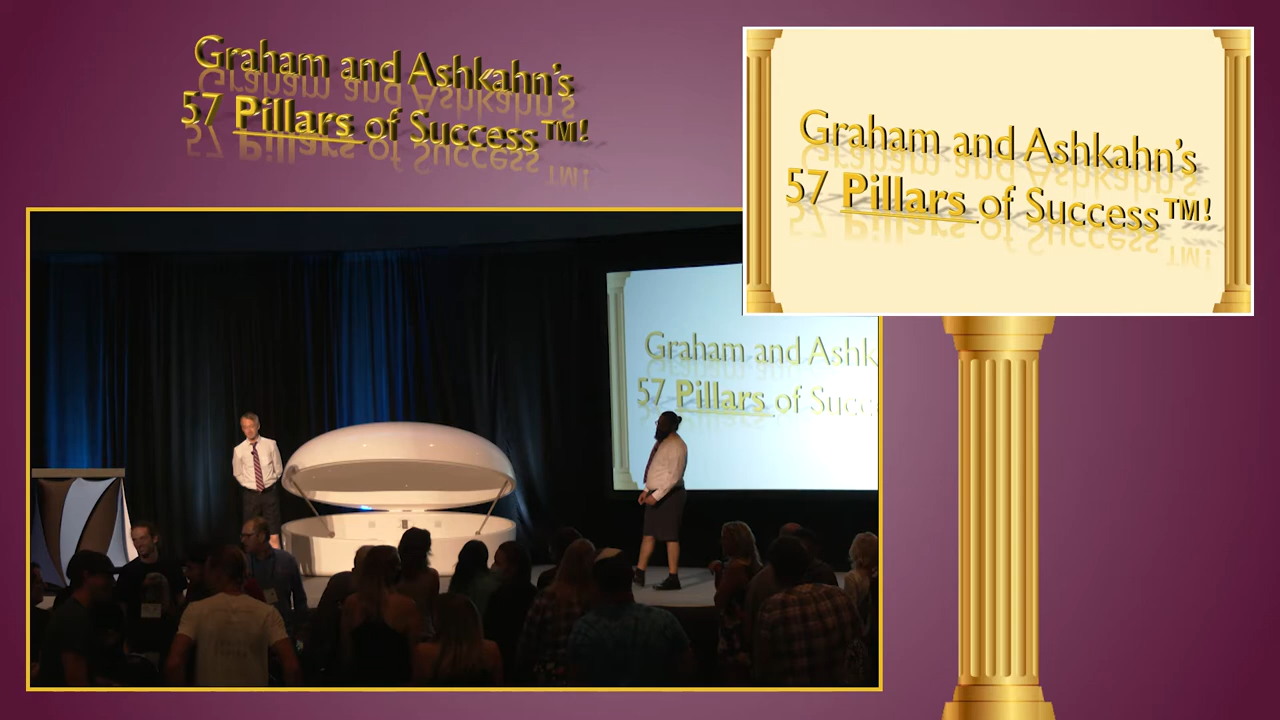 Graham and Ashkahn's
57 Pillars of Success™!
Graham and Ashkahn's
57 Pillars of Success™!
Graham and Ashk
57 Pillars of Succ